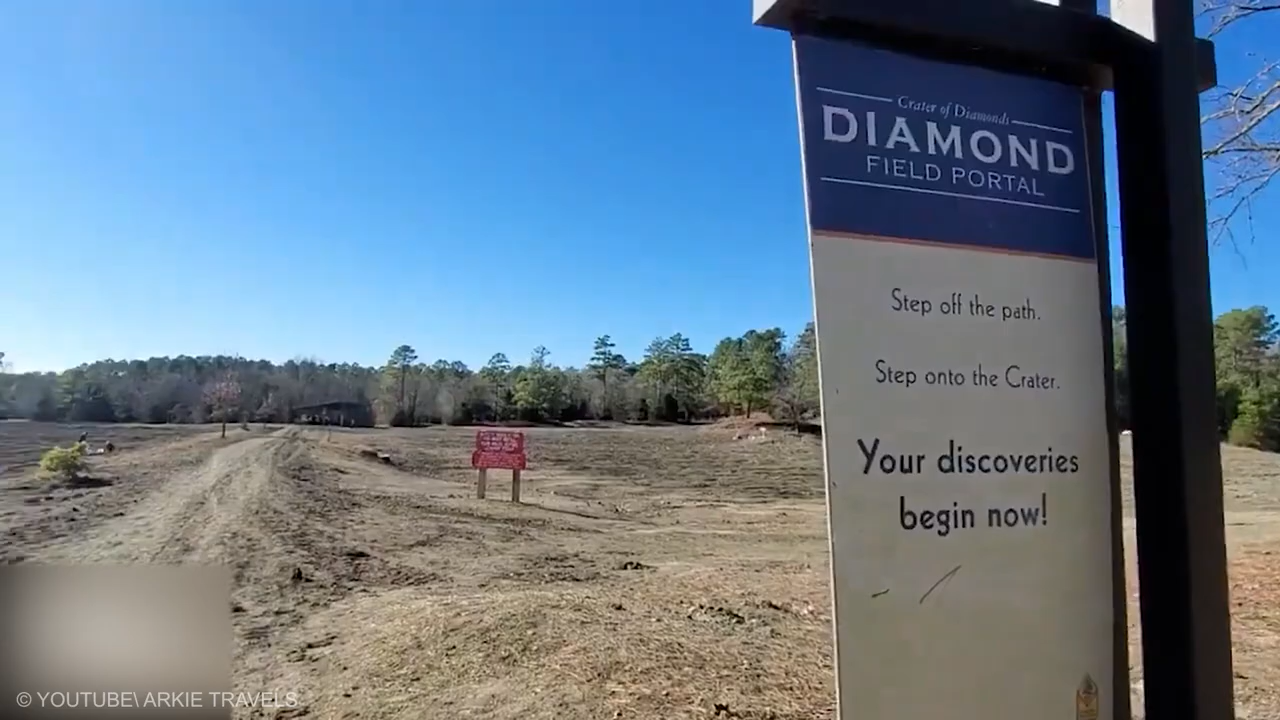 Crater of Diamonds
DIAMOND
FIELD PORTAL
Step off the path.
Step onto the Crater.
Your discoveries
begin now!
© YOUTUBE\ ARKIE TRAVELS